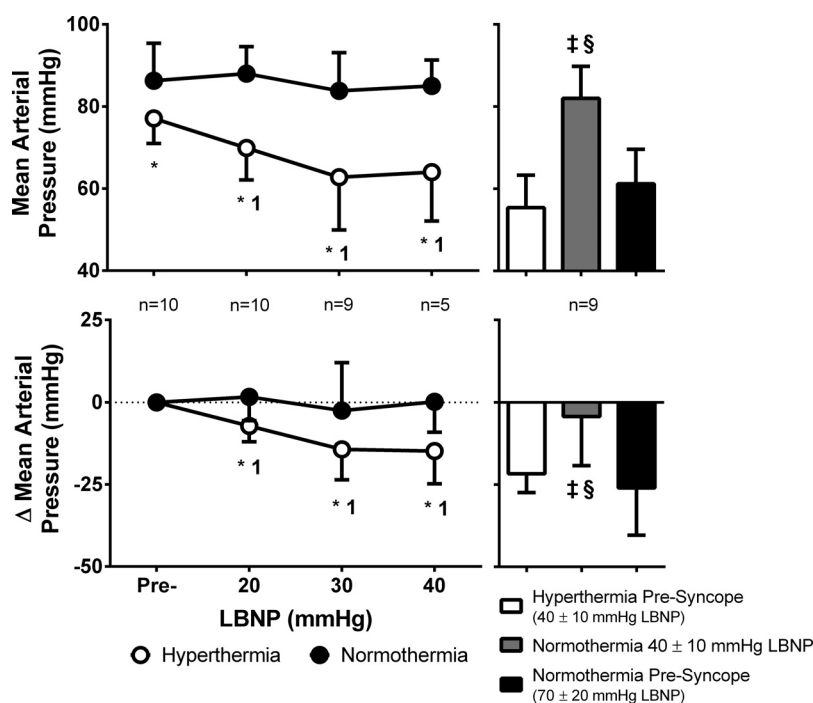 Mean Arterial
Pressure (mmHg)
100
80
60
40
*
* 1
* 1
* 1
‡ §
n=10
n=10
n=9
n=5
n=9
Δ Mean Arterial
Pressure (mmHg)
25
0
-25
-50
* 1
* 1
* 1
‡ §
Pre-
20
30
40
LBNP (mmHg)
Hyperthermia
Normothermia
Hyperthermia Pre-Syncope
(40 ± 10 mmHg LBNP)
Normothermia 40 ± 10 mmHg LBNP
Normothermia Pre-Syncope
(70 ± 20 mmHg LBNP)